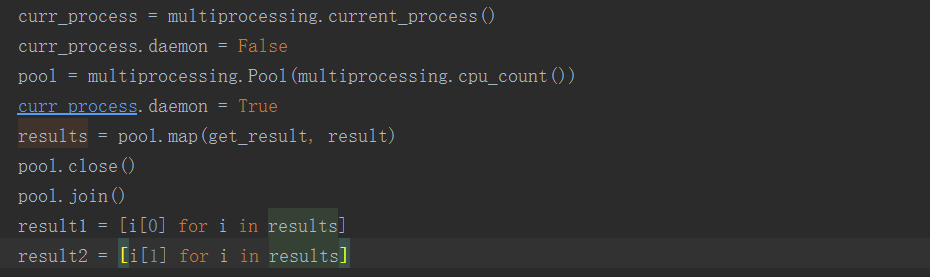 curr_process = multiprocessing.current_process()
curr_process.daemon = False
pool = multiprocessing.Pool(multiprocessing.cpu_count())
curr_process.daemon = True
results = pool.map(get_result, result)
pool.close()
pool.join()
result1 = [i[0] for i in results]
result2 = [i[1] for i in results]